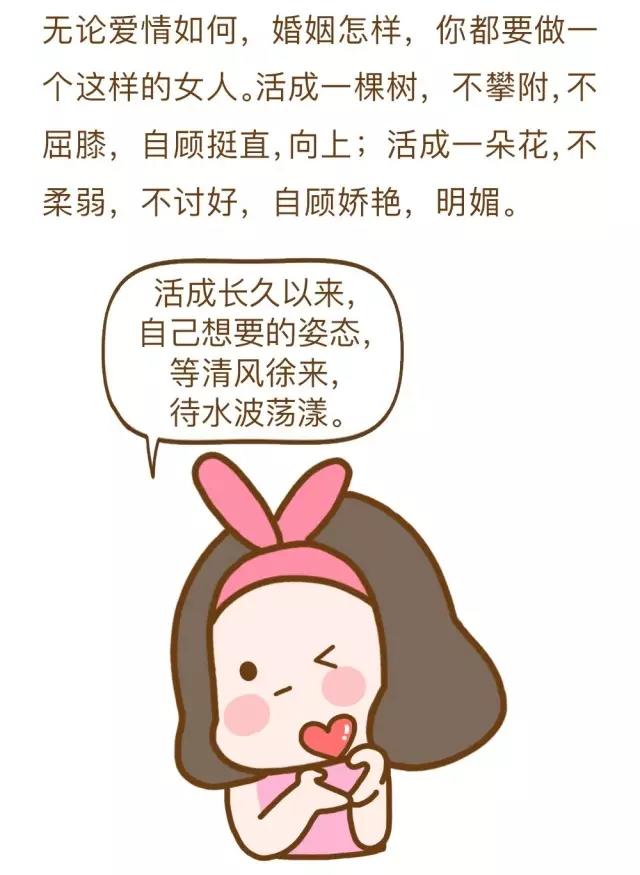 无论爱情如何，婚姻怎样，你都要做一
个这样的女人。活成一棵树，不攀附,不
屈膝，自顾挺直,向上；活成一朵花,不
柔弱，不讨好，自顾娇艳，明媚。
活成长久以来，
自己想要的姿态，
等清风徐来，
待水波荡漾。